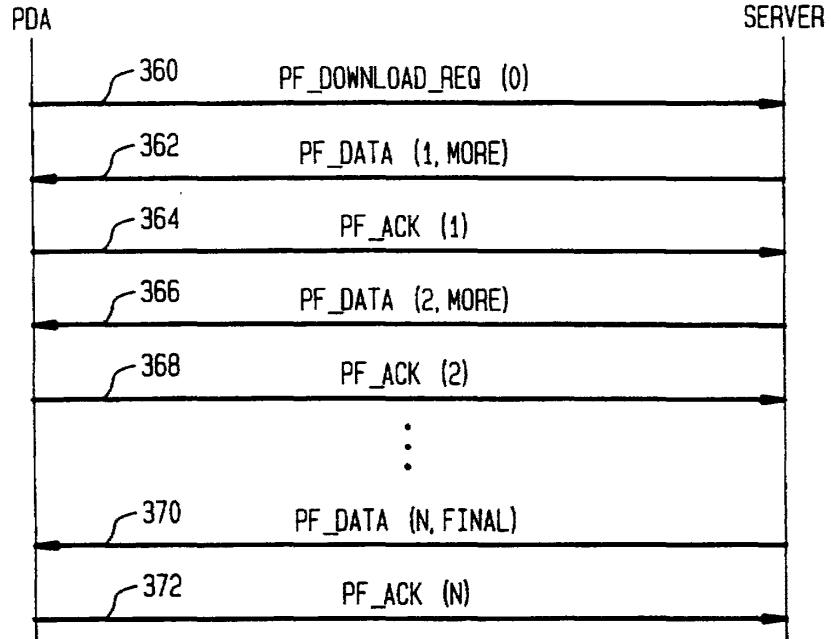 PDA SERVER
360 PF_DOWNLOAD_REQ (0)
362 PF_DATA (1, MORE)
364 PF_ACK (1)
366 PF_DATA (2, MORE)
368 PF_ACK (2)
370 PF_DATA (N, FINAL)
372 PF_ACK (N)